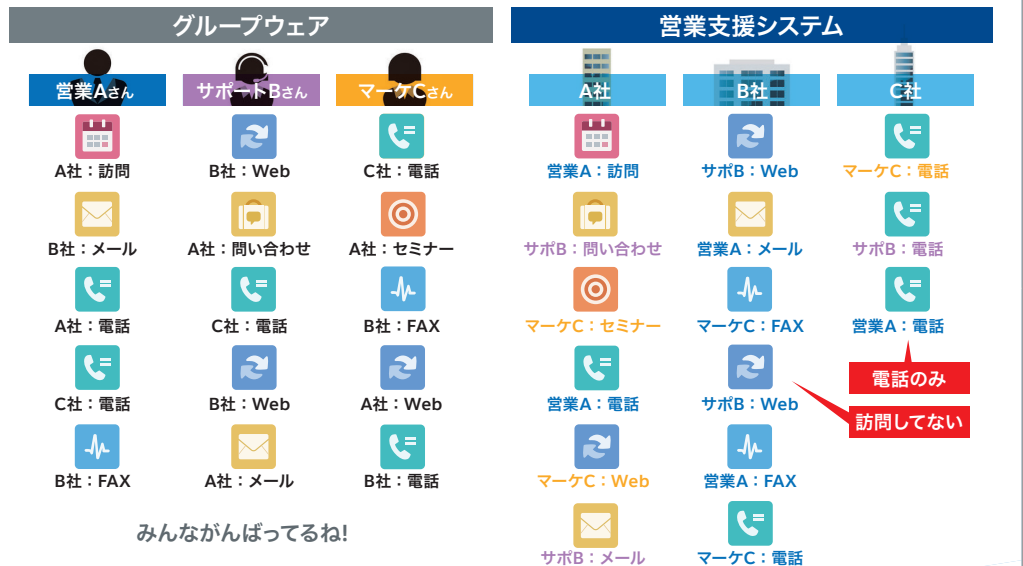 グループウェア
営業Aさん
サポートBさん
マーケCさん
A社：訪問
B社：Web
C社：電話
B社：メール
A社：問い合わせ
A社：セミナー
A社：電話
C社：電話
B社：FAX
C社：電話
B社：Web
A社：Web
B社：FAX
A社：メール
B社：電話
みんながんばってるね!
営業支援システム
A社
B社
C社
営業A：訪問
サポB：Web
マーケC：電話
サポB：問い合わせ
営業A：メール
サポB：電話
マーケC：セミナー
マーケC：FAX
営業A：電話
電話のみ
営業A：電話
サポB：Web
訪問してない
マーケC：Web
営業A：FAX
サポB：メール
マーケC：電話